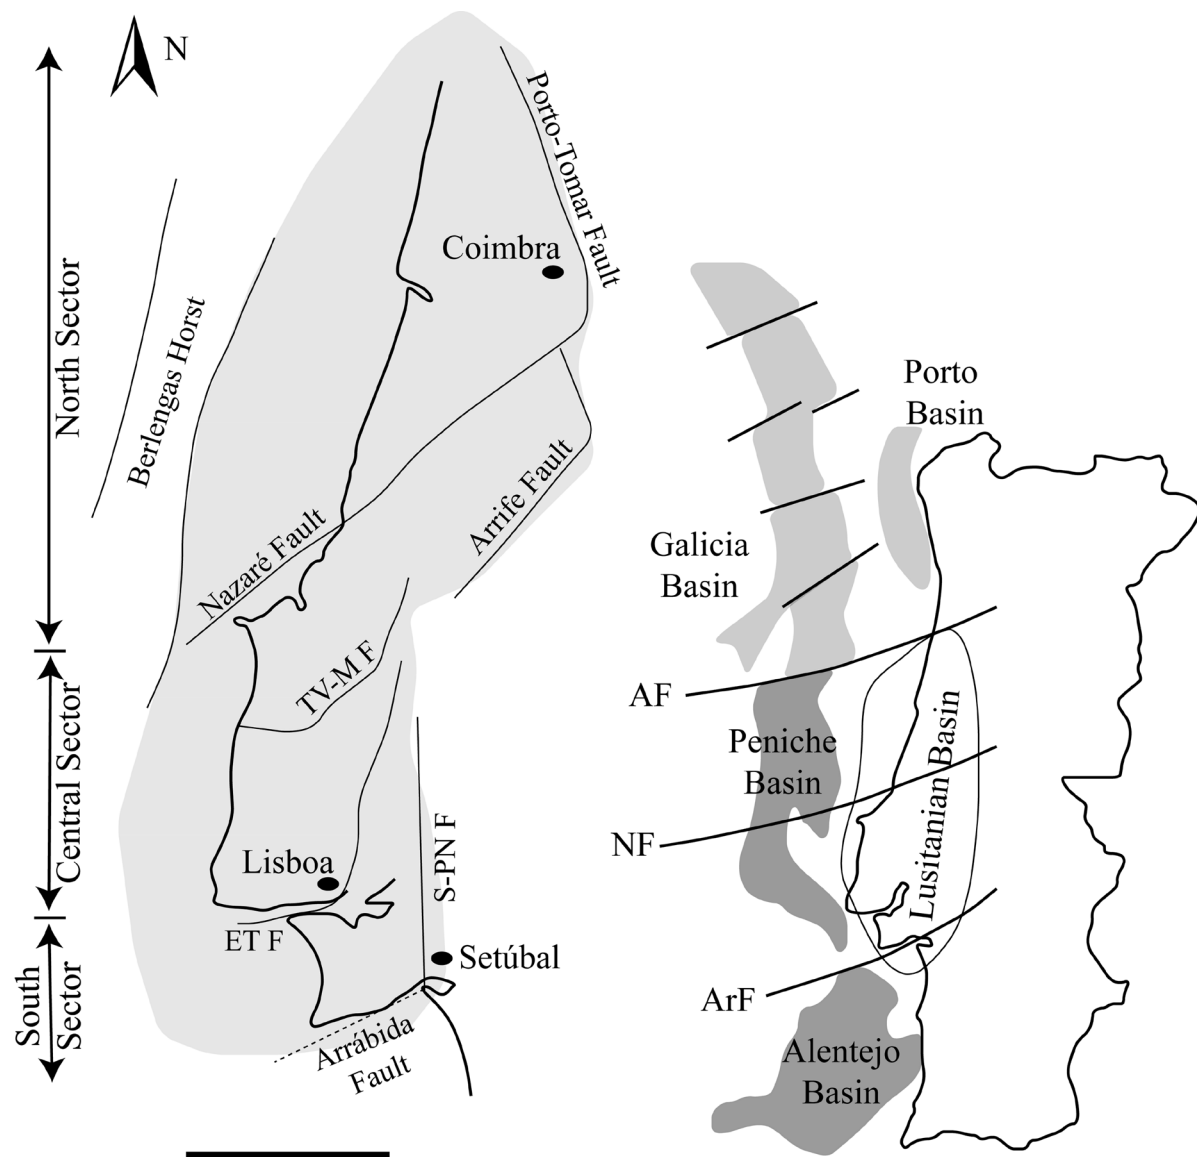 N
Porto-Tomar Fault
Coimbra
North Sector
Berlengas Horst
Nazaré Fault
Arrife Fault
TV-M F
Central Sector
Lisboa
S-PN F
ET F
Setúbal
South
Sector
Arrábida
Fault
Porto
Basin
Galicia
Basin
AF
Peniche
Basin
Lusitanian Basin
NF
ArF
Alentejo
Basin